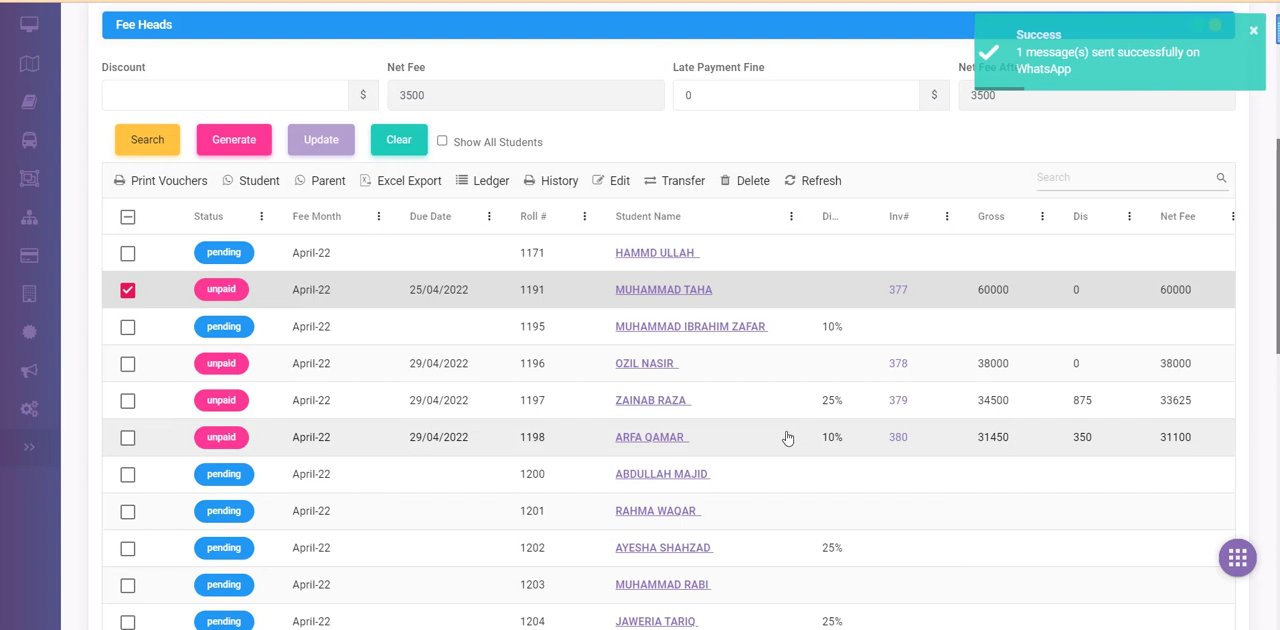 Fee Heads
Success
1 message(s) sent successfully on
WhatsApp
Discount Net Fee Late Payment Fine Net Fee
$ 3500 0 $ 3500
Search Generate Update Clear Show All Students
Print Vouchers Student Parent Excel Export Ledger History Edit Transfer Delete Refresh Search
Status Fee Month Due Date Roll # Student Name Di... Inv# Gross Dis Net Fee
pending April-22 1171 HAMMD ULLAH
unpaid April-22 25/04/2022 1191 MUHAMMAD TAHA 377 60000 0 60000
pending April-22 1195 MUHAMMAD IBRAHIM ZAFAR 10%
unpaid April-22 29/04/2022 1196 OZIL NASIR 378 38000 0 38000
unpaid April-22 29/04/2022 1197 ZAINAB RAZA 25% 379 34500 875 33625
unpaid April-22 29/04/2022 1198 ARFA QAMAR 10% 380 31450 350 31100
pending April-22 1200 ABDULLAH MAJID
pending April-22 1201 RAHMA WAQAR
pending April-22 1202 AYESHA SHAHZAD 25%
pending April-22 1203 MUHAMMAD RABI
pending April-22 1204 JAWERIA TARIQ 25%